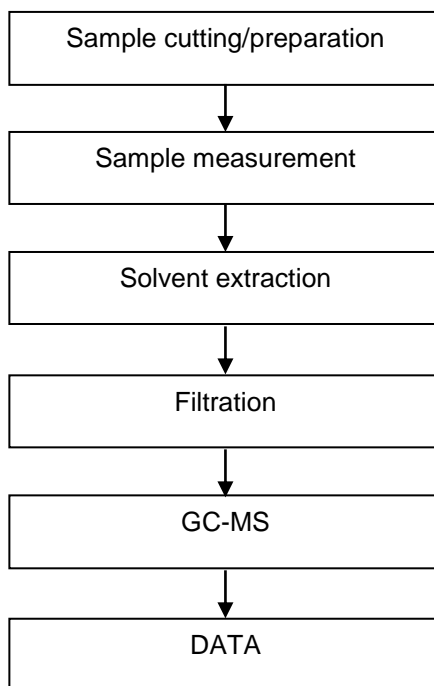 Sample cutting/preparation
Sample measurement
Solvent extraction
Filtration
GC-MS
DATA